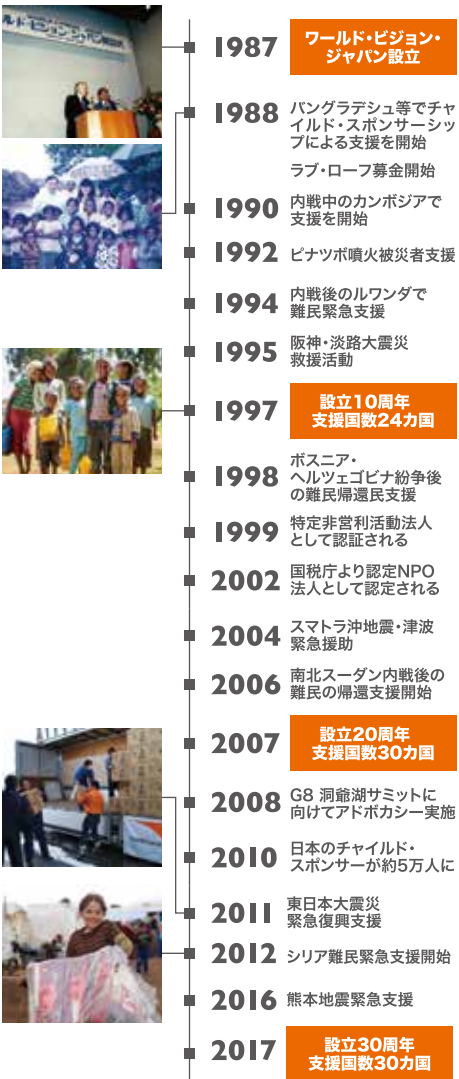 ワールド・ビジョン・
1987
ワールド・ビジョン・
ジャパン設立
1988
バングラデシュ等でチャ
イルド・スポンサーシッ
プによる支援を開始
ラブ・ローフ募金開始
1990
内戦中のカンボジアで
支援を開始
1992
ピナツボ噴火被災者支援
1994
内戦後のルワンダで
難民緊急支援
1995
阪神・淡路大震災
救援活動
1997
設立10周年
支援国数24カ国
1998
ボスニア・
ヘルツェゴビナ紛争後
の難民帰還民支援
1999
特定非営利活動法人
として認証される
2002
国税庁より認定NPO
法人として認定される
2004
スマトラ沖地震・津波
緊急援助
2006
南北スーダン内戦後の
難民の帰還支援開始
2007
設立20周年
支援国数30カ国
2008
G8 洞爺湖サミットに
向けてアドボカシー実施
2010
日本のチャイルド・
スポンサーが約5万人に
2011
東日本大震災
緊急復興支援
2012
シリア難民緊急支援開始
2016
熊本地震緊急支援
2017
設立30周年
支援国数30カ国